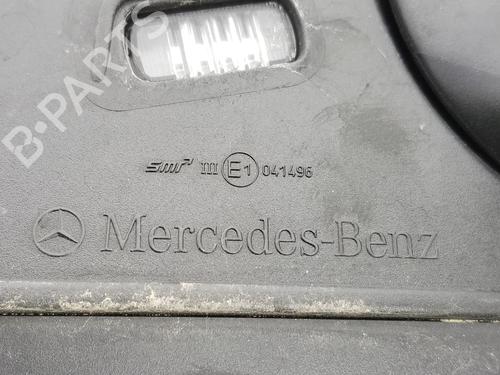 B-PARTS
smr III E1 041496
Mercedes-Benz